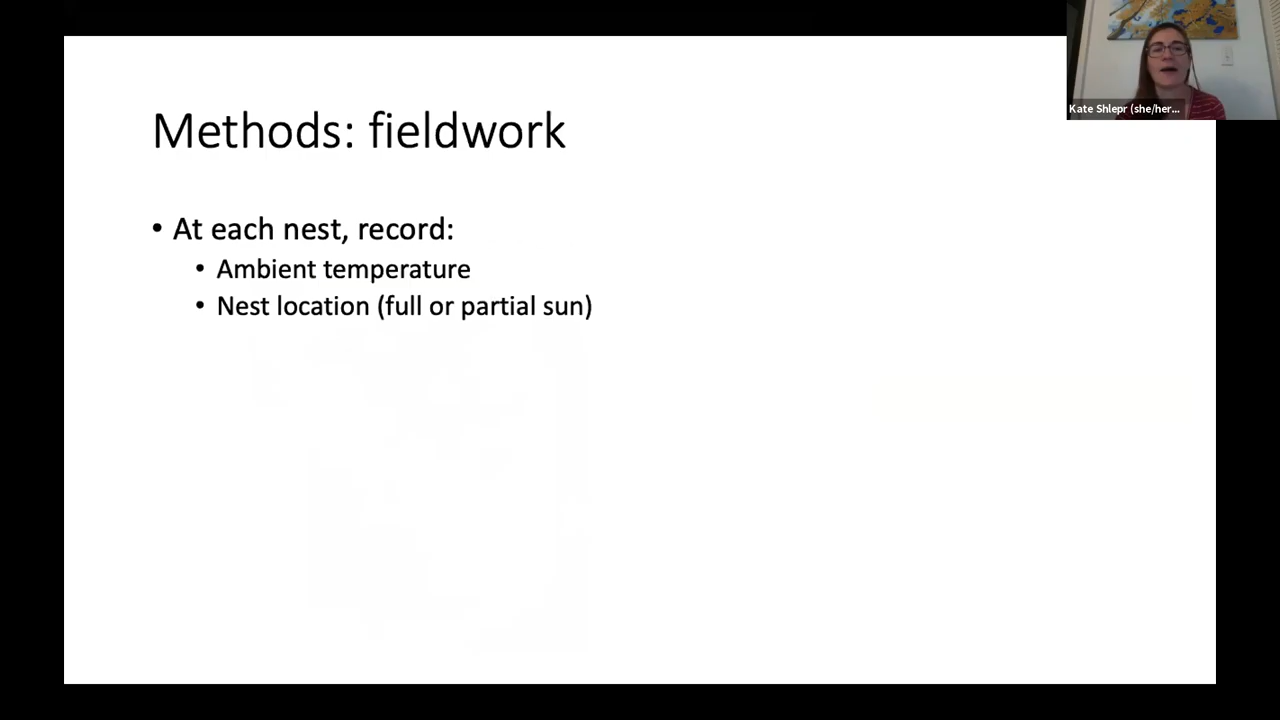 Kate Shlepr (she/her...
Methods: fieldwork
• At each nest, record:
• Ambient temperature
• Nest location (full or partial sun)